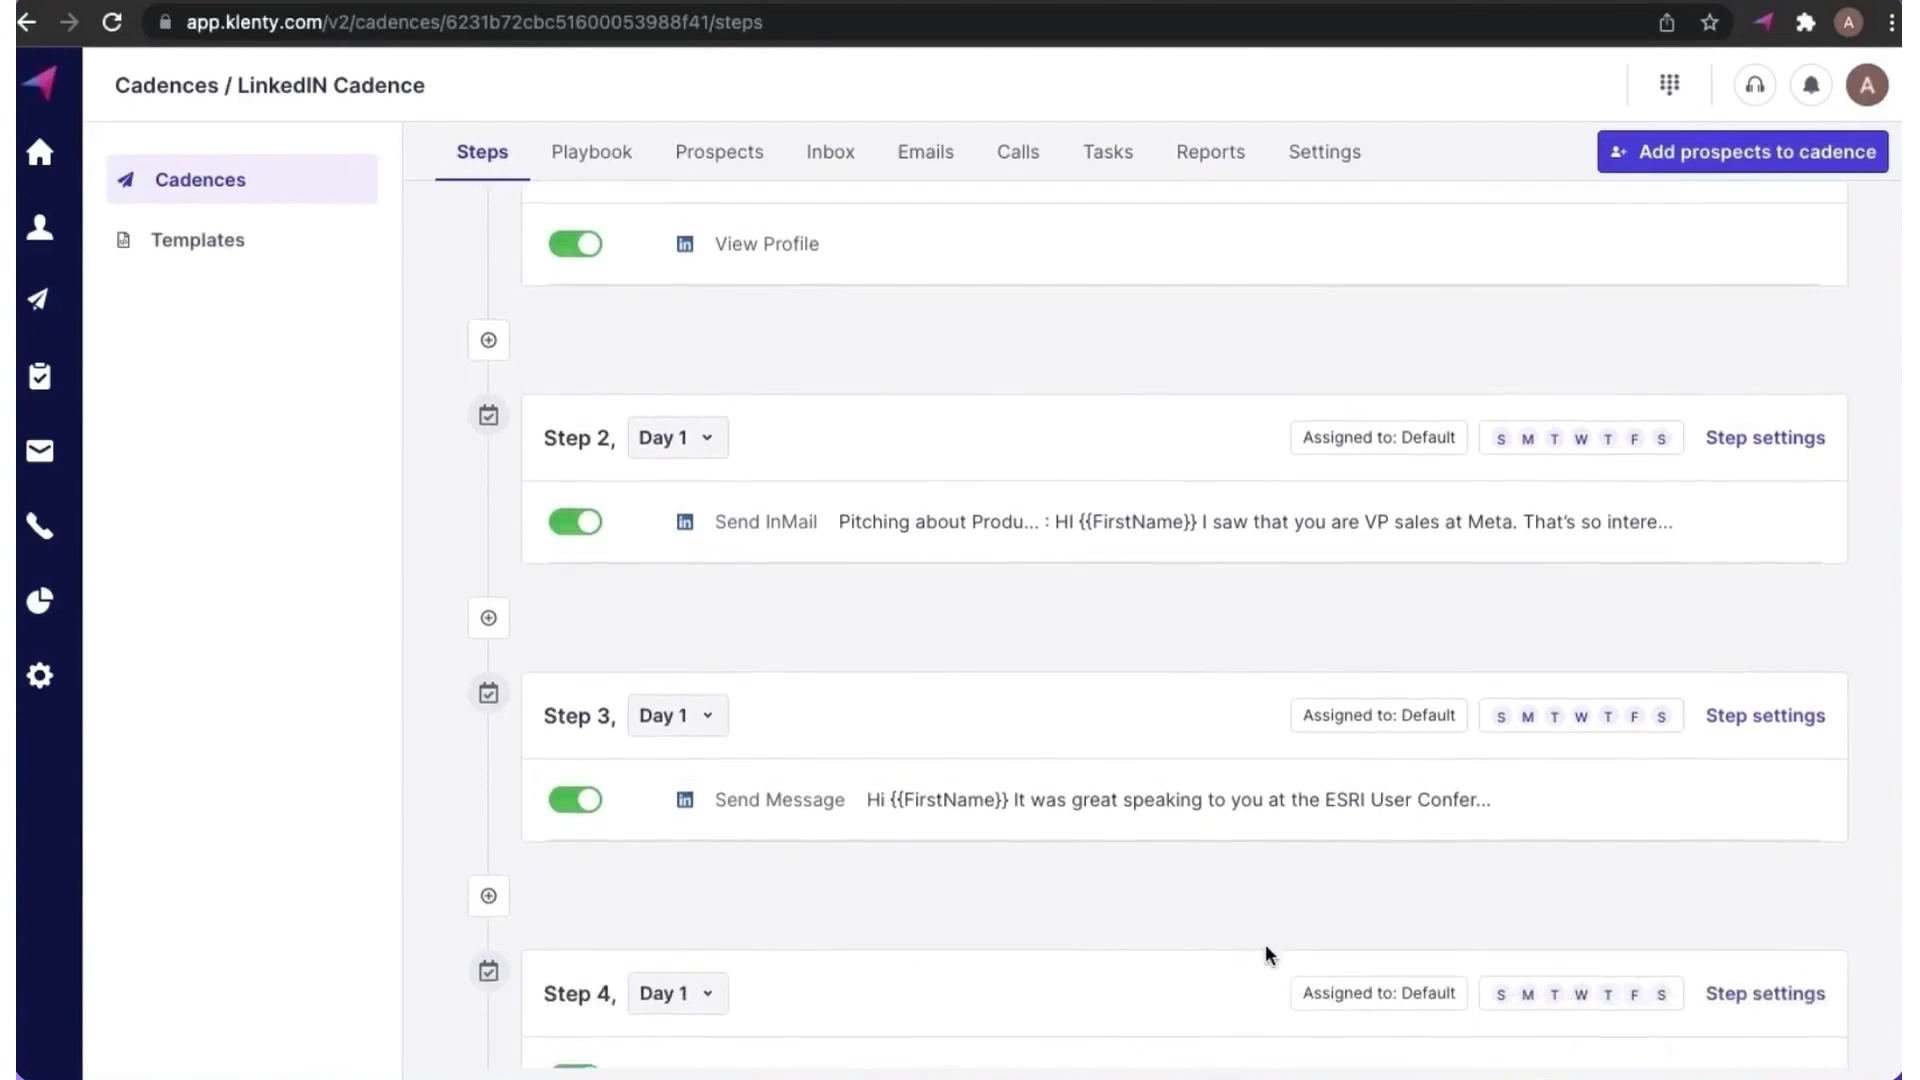 app.klenty.com/v2/cadences/6231b72cbc51600053988f41/steps
A
Cadences / LinkedIN Cadence
A
Cadences
Templates
Steps
Playbook
Prospects
Inbox
Emails
Calls
Tasks
Reports
Settings
Add prospects to cadence
in View Profile
Step 2, Day 1
Assigned to: Default
S M T W T F S
Step settings
in Send InMail Pitching about Produ... : HI {{FirstName}} I saw that you are VP sales at Meta. That's so intere...
Step 3, Day 1
Assigned to: Default
S M T W T F S
Step settings
in Send Message Hi {{FirstName}} It was great speaking to you at the ESRI User Confer...
Step 4, Day 1
Assigned to: Default
S M T W T F S
Step settings